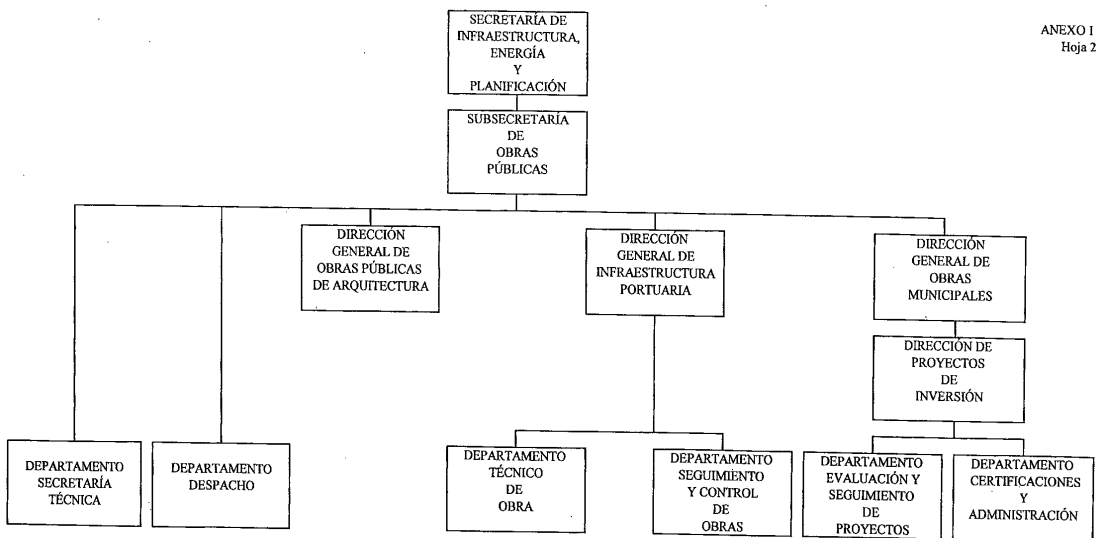 ANEXO I
Hoja 2
SECRETARÍA DE
INFRAESTRUCTURA,
ENERGÍA
Y
PLANIFICACIÓN
SUBSECRETARÍA
DE
OBRAS
PÚBLICAS
DIRECCIÓN
GENERAL DE
OBRAS PÚBLICAS
DE ARQUITECTURA
DIRECCIÓN
GENERAL DE
INFRAESTRUCTURA
PORTUARIA
DIRECCIÓN
GENERAL DE
OBRAS
MUNICIPALES
DIRECCIÓN DE
PROYECTOS
DE
INVERSIÓN
DEPARTAMENTO
SECRETARÍA
TÉCNICA
DEPARTAMENTO
DESPACHO
DEPARTAMENTO
TÉCNICO
DE
OBRA
DEPARTAMENTO
SEGUIMIENTO
Y CONTROL
DE
OBRAS
DEPARTAMENTO
EVALUACIÓN Y
SEGUIMIENTO
DE
PROYECTOS
DEPARTAMENTO
CERTIFICACIONES
Y
ADMINISTRACIÓN